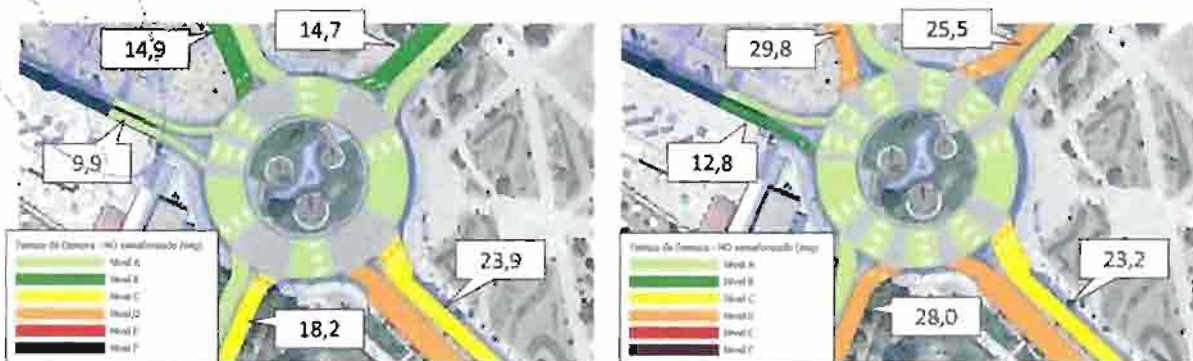 14,9
14,7
9,9
23,9
18,2
Tiempo de Demora - NO semaforizado (seg)
Nivel A
Nivel B
Nivel C
Nivel D
Nivel E
Nivel F
29,8
25,5
12,8
23,2
28,0
Tiempo de Demora - NO semaforizado (seg)
Nivel A
Nivel B
Nivel C
Nivel D
Nivel E
Nivel F